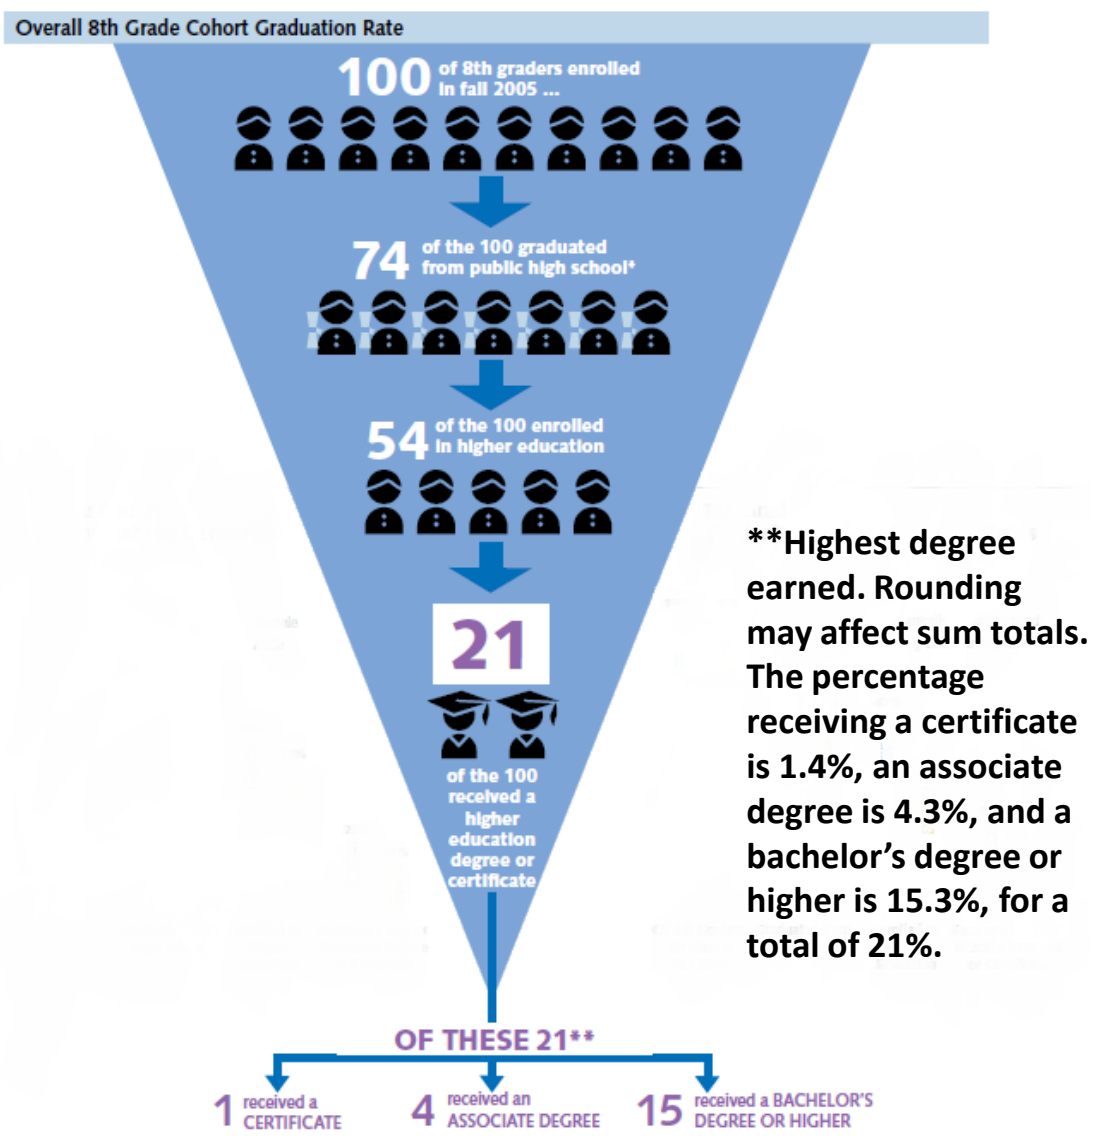 Overall 8th Grade Cohort Graduation Rate
100 of 8th graders enrolled
in fall 2005 ...
74 of the 100 graduated
from public high school*
54 of the 100 enrolled
in higher education
21
of the 100
received a
higher
education
degree or
certificate
**Highest degree
earned. Rounding
may affect sum totals.
The percentage
receiving a certificate
is 1.4%, an associate
degree is 4.3%, and a
bachelor’s degree or
higher is 15.3%, for a
total of 21%.
OF THESE 21**
1 received a
CERTIFICATE
4 received an
ASSOCIATE DEGREE
15 received a BACHELOR'S
DEGREE OR HIGHER